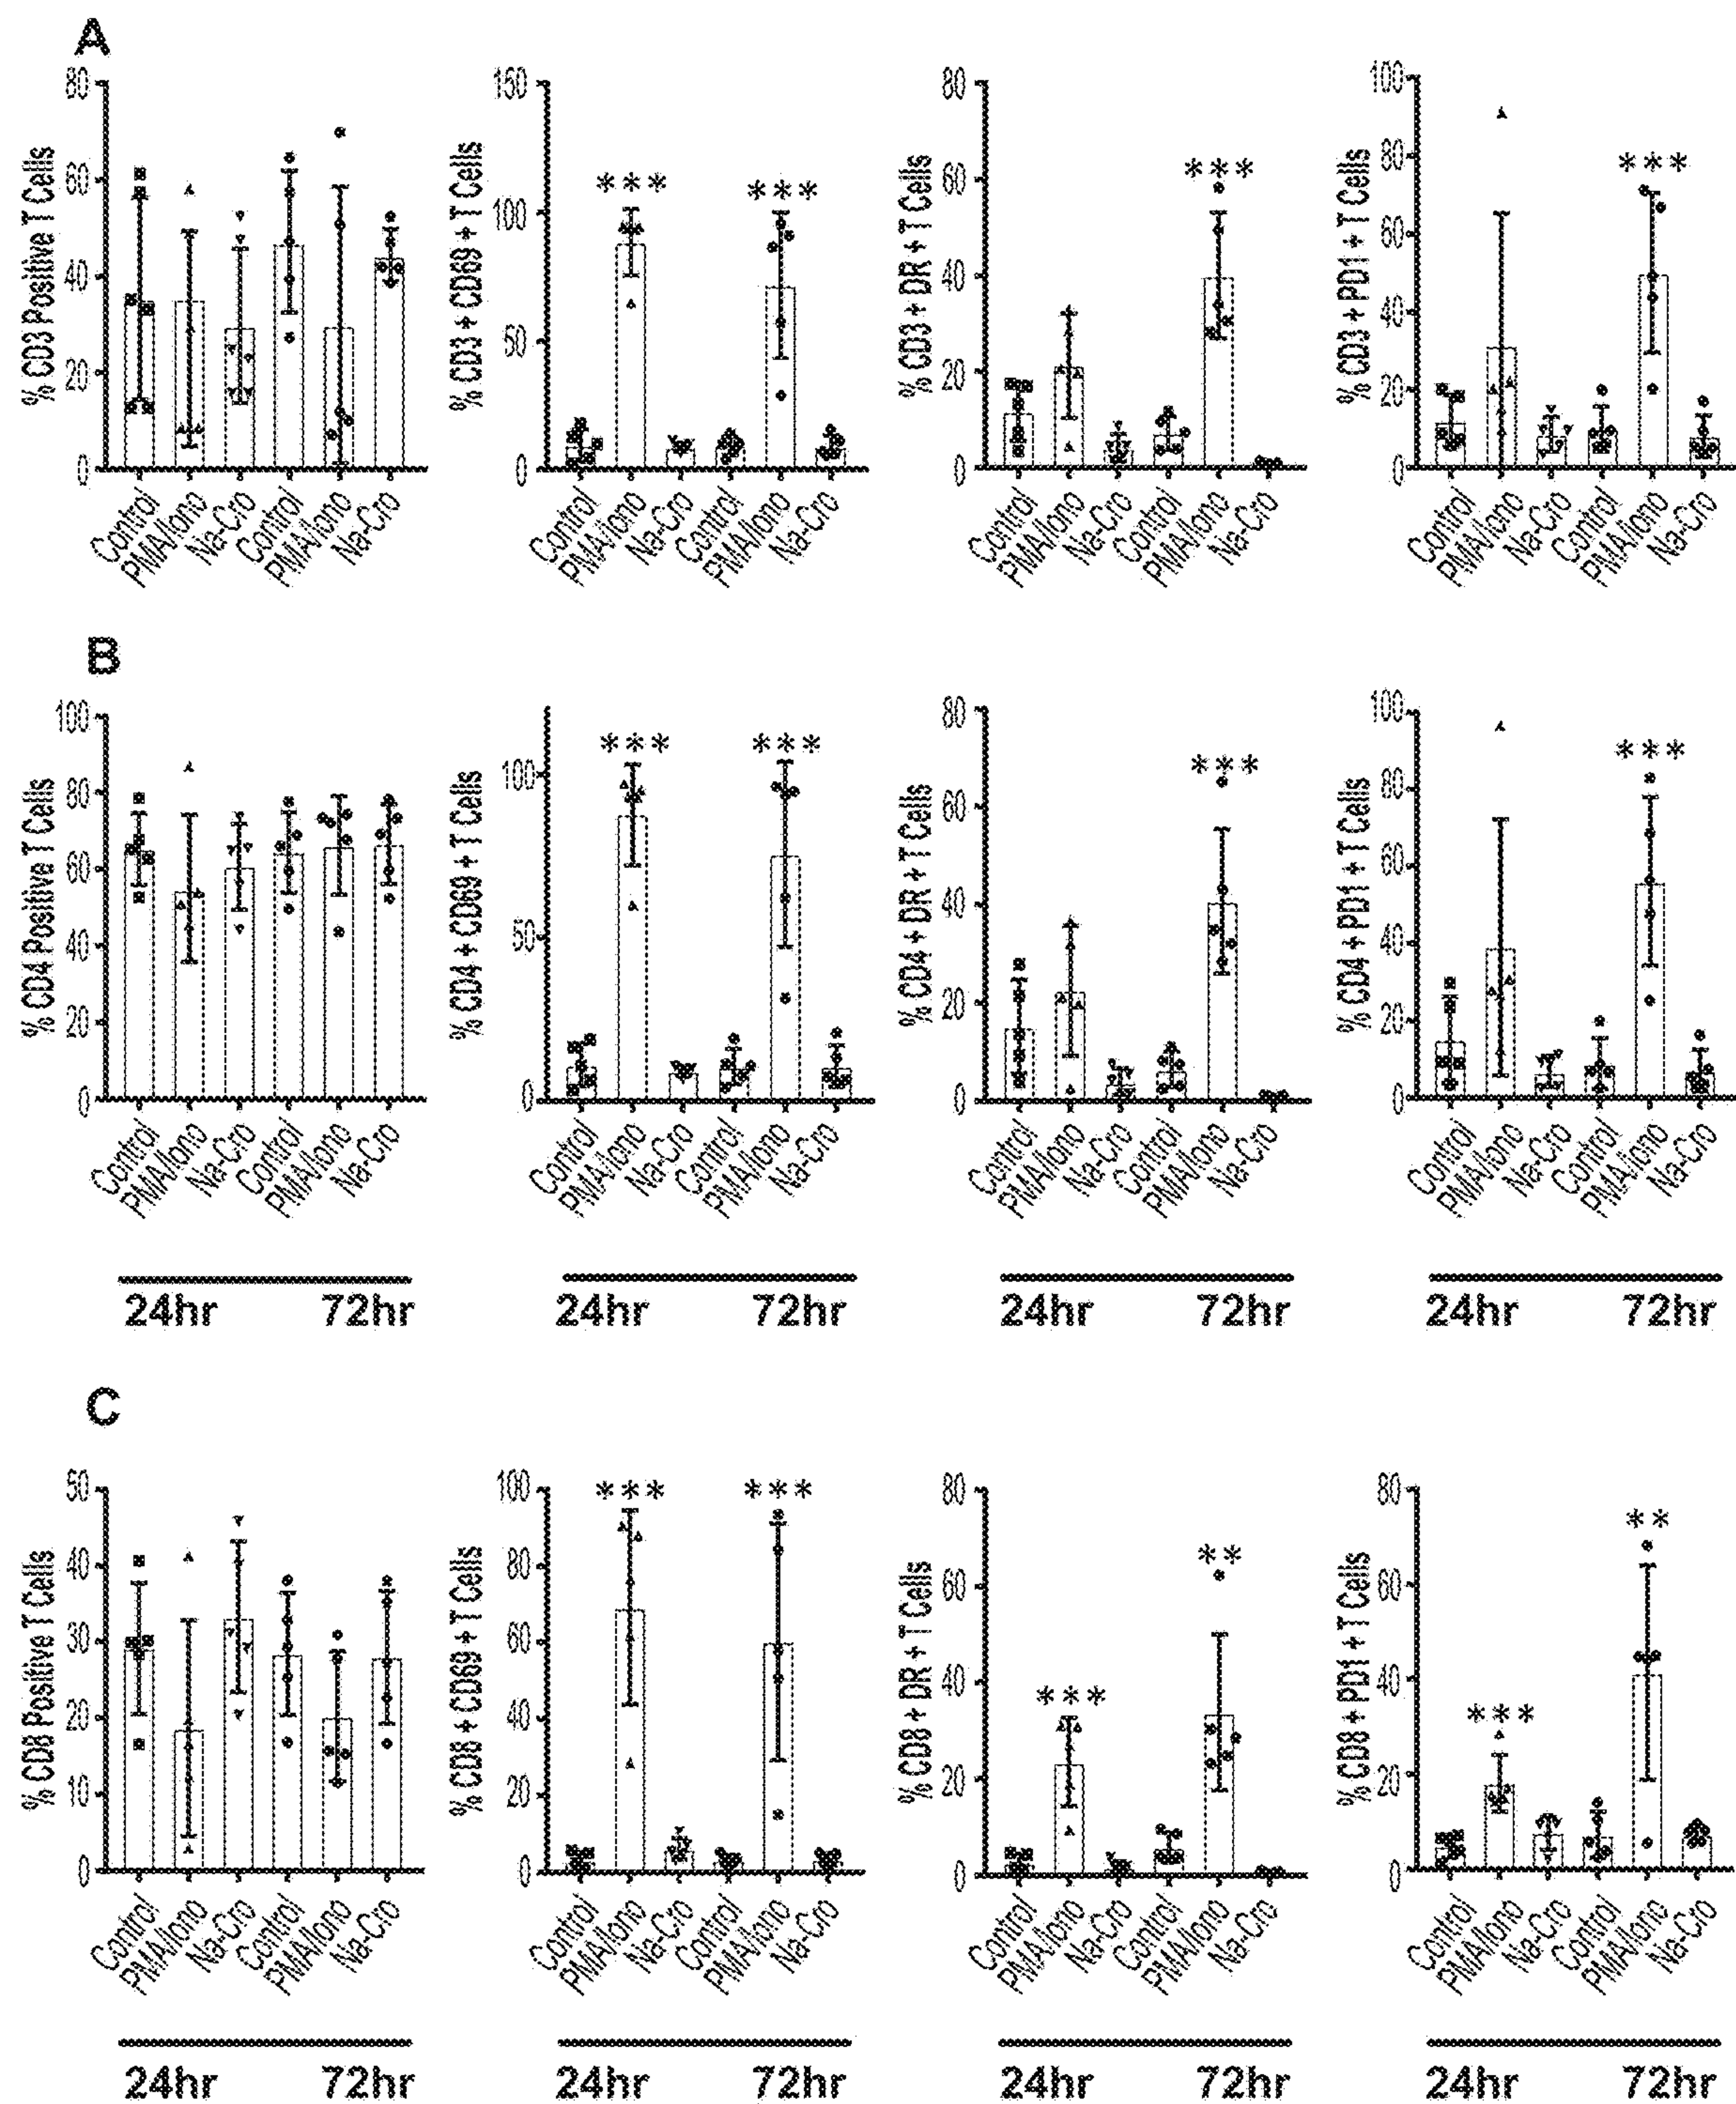 A
% CD3 Positive T Cells
80
60
40
20
0
Control
PMA/Iono
Na-Cro
Control
PMA/Iono
Na-Cro
% CD3 + CD69 + T Cells
150
100
50
0
***
***
Control
PMA/Iono
Na-Cro
Control
PMA/Iono
Na-Cro
% CD3 + DR + T Cells
80
60
40
20
0
***
Control
PMA/Iono
Na-Cro
Control
PMA/Iono
Na-Cro
% CD3 + PD1 + T Cells
100
80
60
40
20
0
***
Control
PMA/Iono
Na-Cro
Control
PMA/Iono
Na-Cro
B
% CD4 Positive T Cells
100
80
60
40
20
0
Control
PMA/Iono
Na-Cro
Control
PMA/Iono
Na-Cro
24hr 72hr
% CD4 + CD69 + T Cells
100
50
0
***
***
Control
PMA/Iono
Na-Cro
Control
PMA/Iono
Na-Cro
24hr 72hr
% CD4 + DR + T Cells
80
60
40
20
0
***
Control
PMA/Iono
Na-Cro
Control
PMA/Iono
Na-Cro
24hr 72hr
% CD4 + PD1 + T Cells
100
80
60
40
20
0
***
Control
PMA/Iono
Na-Cro
Control
PMA/Iono
Na-Cro
24hr 72hr
C
% CD8 Positive T Cells
50
40
30
20
10
0
Control
PMA/Iono
Na-Cro
Control
PMA/Iono
Na-Cro
24hr 72hr
% CD8 + CD69 + T Cells
100
80
60
40
20
0
***
***
Control
PMA/Iono
Na-Cro
Control
PMA/Iono
Na-Cro
24hr 72hr
% CD8 + DR + T Cells
80
60
40
20
0
***
**
Control
PMA/Iono
Na-Cro
Control
PMA/Iono
Na-Cro
24hr 72hr
% CD8 + PD1 + T Cells
80
60
40
20
0
***
**
Control
PMA/Iono
Na-Cro
Control
PMA/Iono
Na-Cro
24hr 72hr